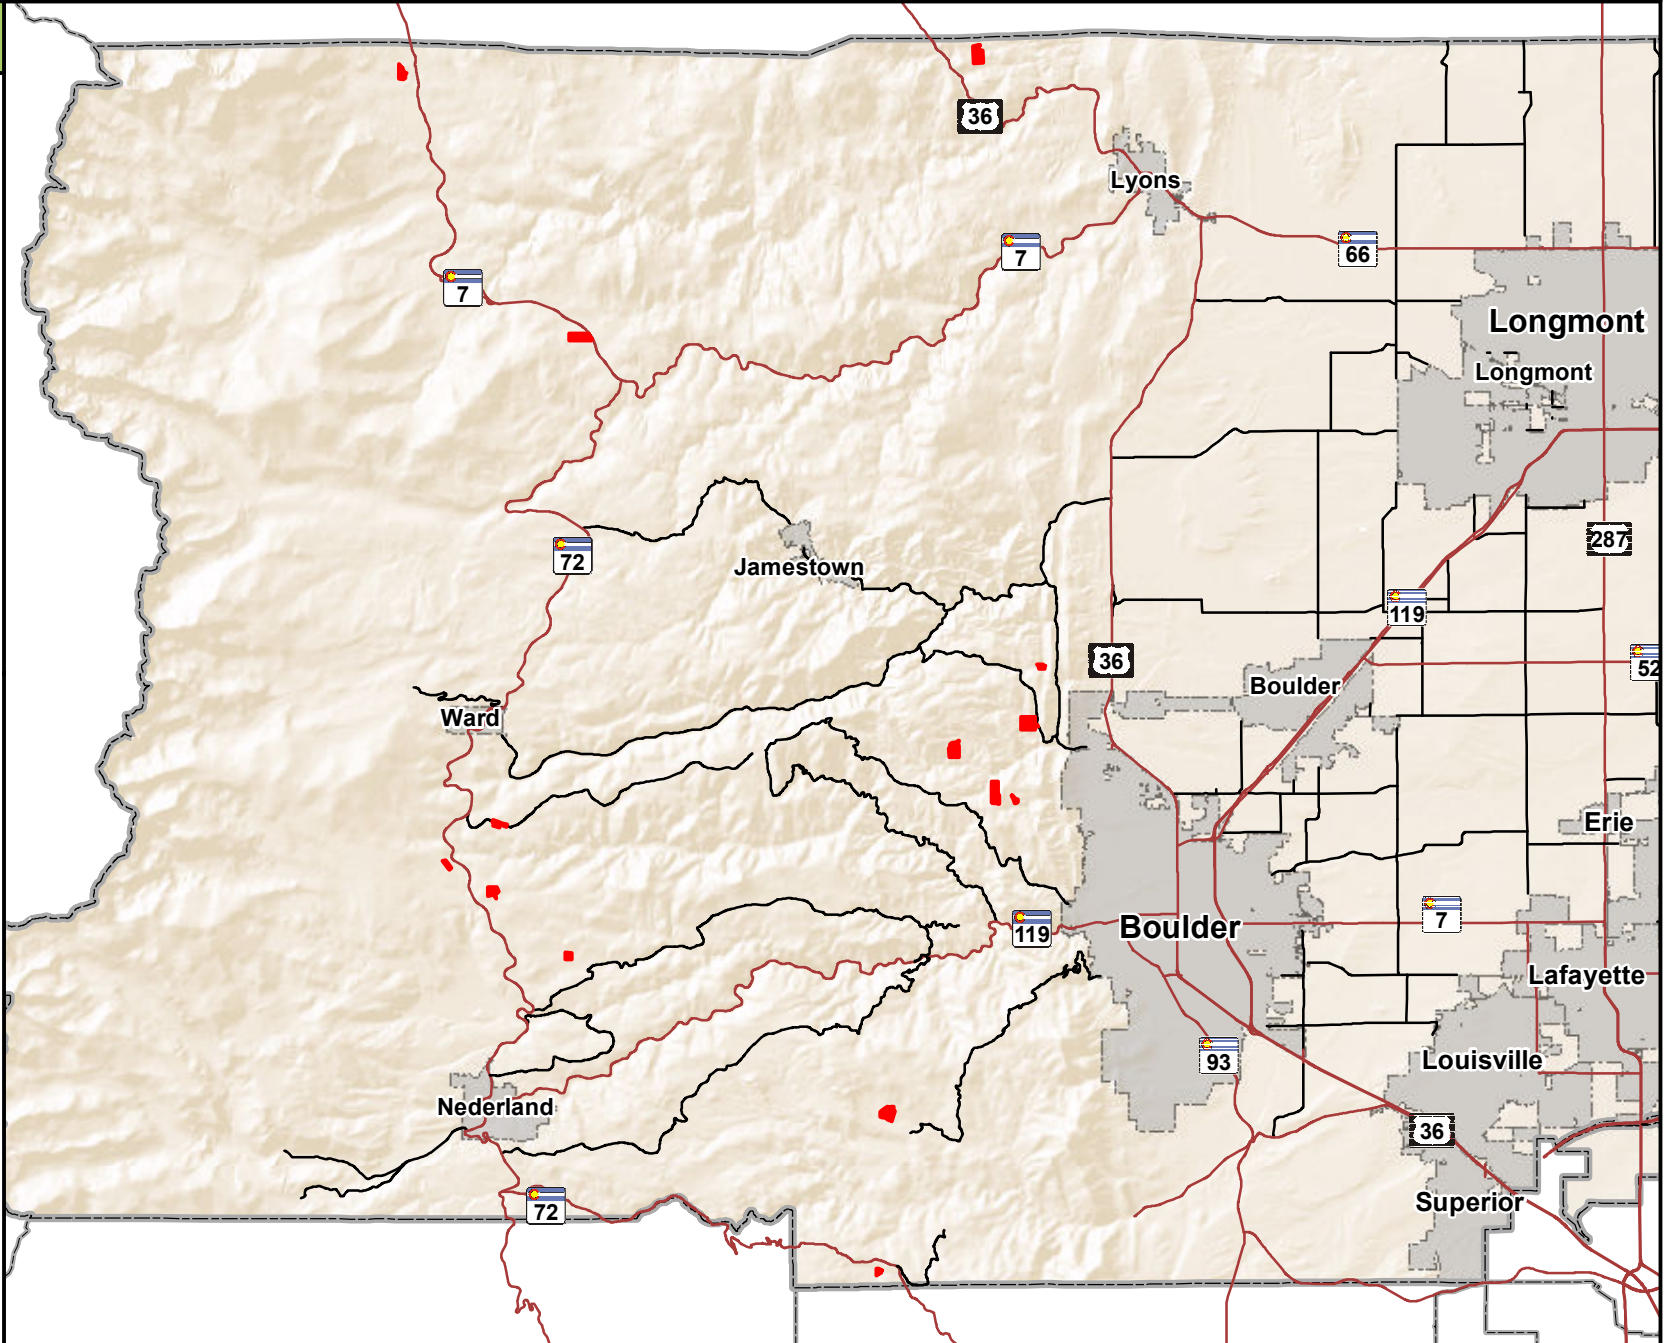 36
Lyons
7
66
7
Longmont
Longmont
287
72
Jamestown
119
36
52
Boulder
Ward
Erie
7
119
Boulder
Lafayette
93
Louisville
Nederland
36
72
Superior